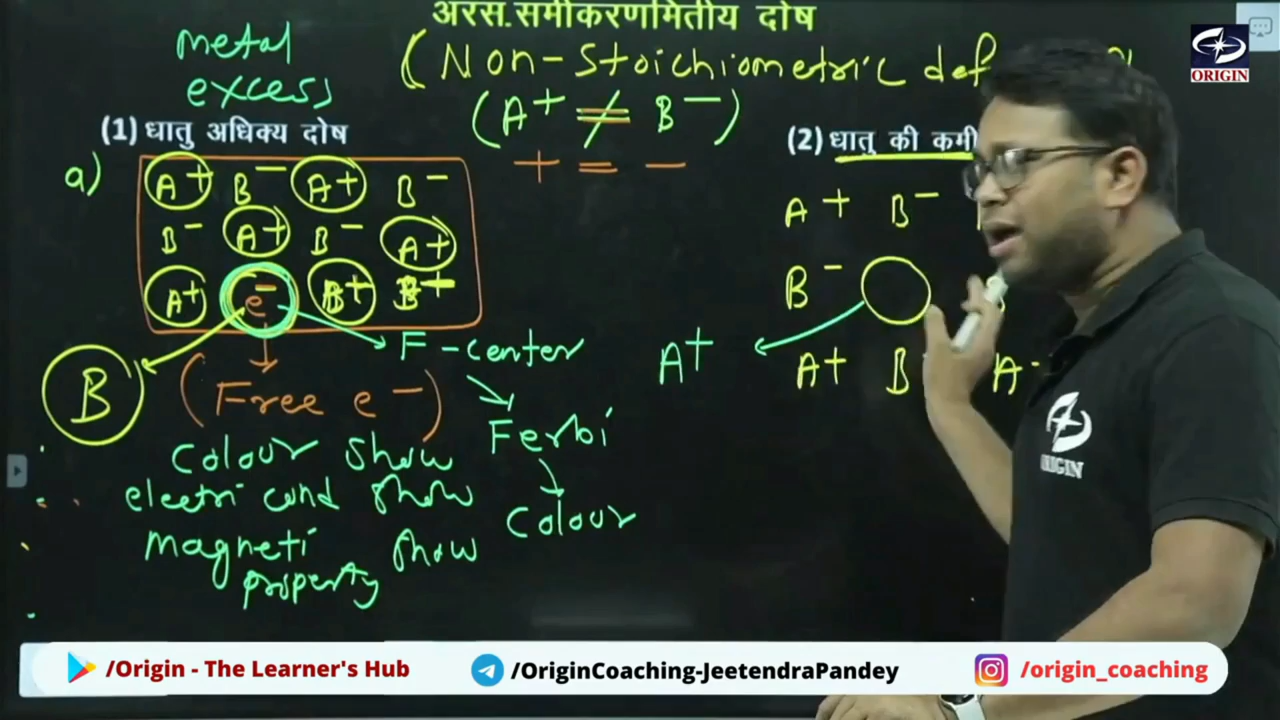 अरस.समीकरणमितीय दोष
metal
excess
(Non-Stoichiometric def
(A+ ≠ B-)
+ = -
(1) धातु अधिक्य दोष
a)
A+ B- A+ B-
B- A+ B- A+
A+ e-
B
(Free e-)
F-center
Ferbi
Colour
Colour show
electri cond show
magneti show
property
(2) धातु की कमी
A+ B-
B-
A+
A+ B A
ORIGIN
ORIGIN
/Origin - The Learner's Hub
/OriginCoaching-JeetendraPandey
/origin_coaching